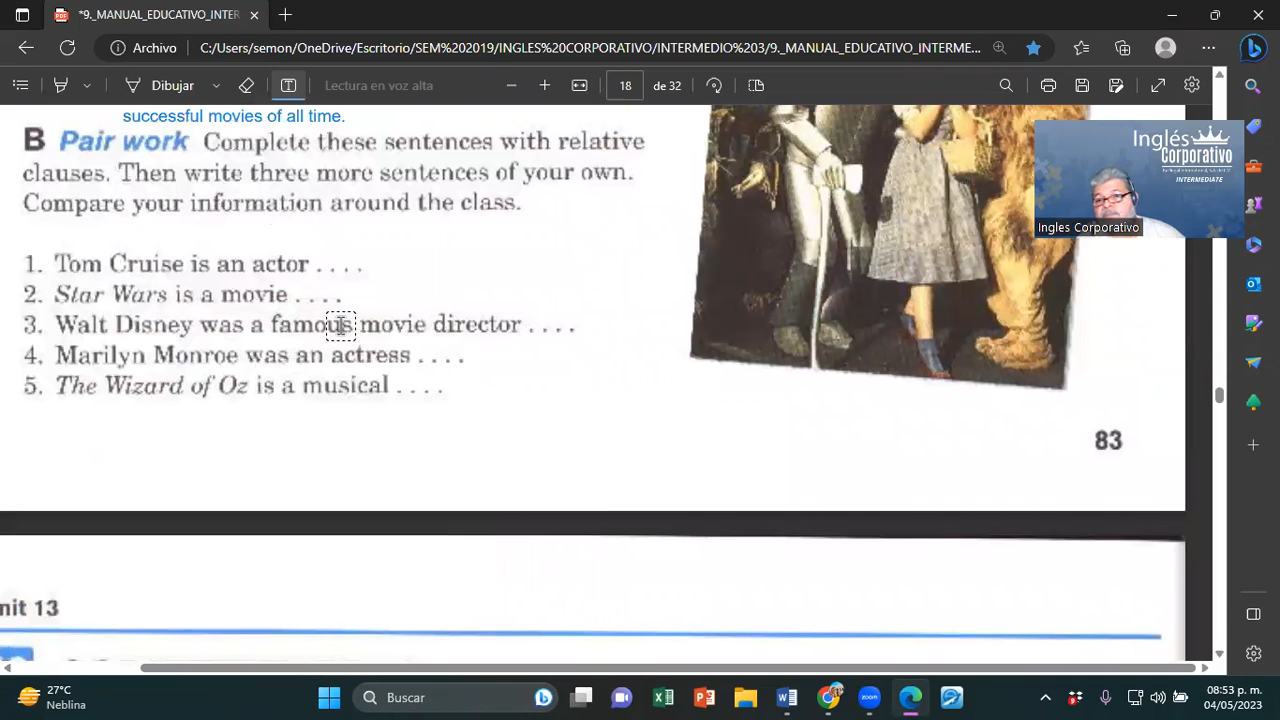 *9._MANUAL_EDUCATIVO_INTER
Archivo
C:/Users/semon/OneDrive/Escritorio/SEM%202019/INGLES%20CORPORATIVO/INTERMEDIO%203/9._MANUAL_EDUCATIVO_INTERME...
Dibujar
Lectura en voz alta
18
de 32
successful movies of all time.
B Pair work Complete these sentences with relative
clauses. Then write three more sentences of your own.
Compare your information around the class.
1. Tom Cruise is an actor . . . .
2. Star Wars is a movie . . . .
3. Walt Disney was a famous movie director . . . .
4. Marilyn Monroe was an actress . . . .
5. The Wizard of Oz is a musical . . . .
83
nit 13
Inglés
Corporativo
INTERMEDIATE
Ingles Corporativo
27°C
Neblina
Buscar
08:53 p. m.
04/05/2023